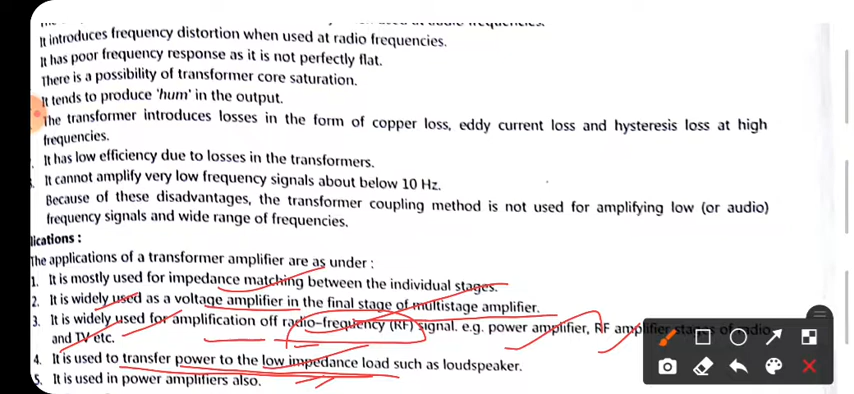 It introduces frequency distortion when used at radio frequencies.
It has poor frequency response as it is not perfectly flat.
There is a possibility of transformer core saturation.
It tends to produce 'hum' in the output.
The transformer introduces losses in the form of copper loss, eddy current loss and hysteresis loss at high
frequencies.
It has low efficiency due to losses in the transformers.
It cannot amplify very low frequency signals about below 10 Hz.
Because of these disadvantages, the transformer coupling method is not used for amplifying low (or audio)
frequency signals and wide range of frequencies.
lications :
The applications of a transformer amplifier are as under :
1. It is mostly used for impedance matching between the individual stages.
2. It is widely used as a voltage amplifier in the final stage of multistage amplifier.
3. It is widely used for amplification off radio-frequency (RF) signal. e.g. power amplifier, RF amplifier stages of radio
and TV etc.
4. It is used to transfer power to the low impedance load such as loudspeaker.
5. It is used in power amplifiers also.